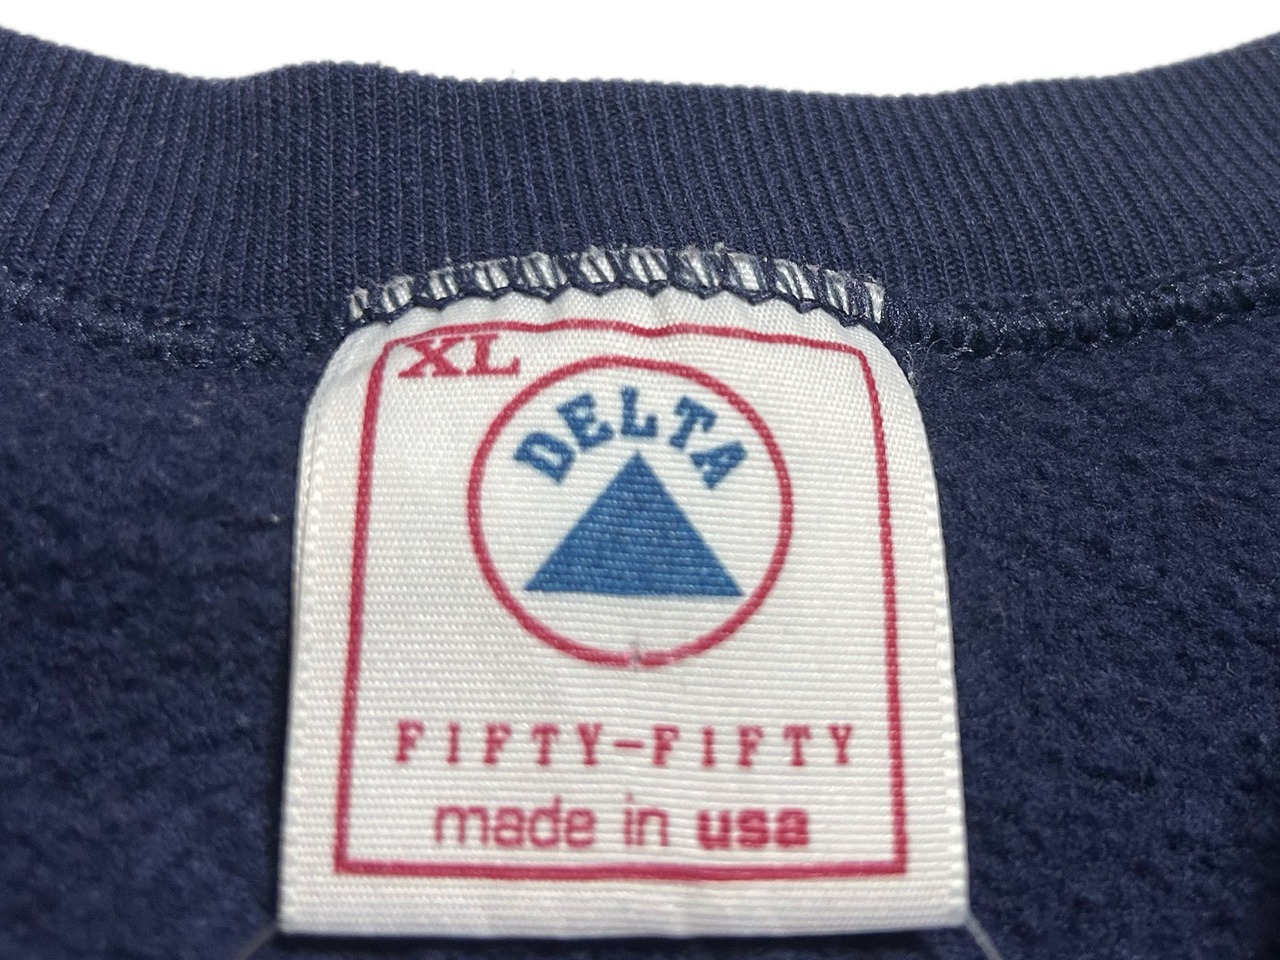 XL
DELTA
FIFTY-FIFTY
made in usa